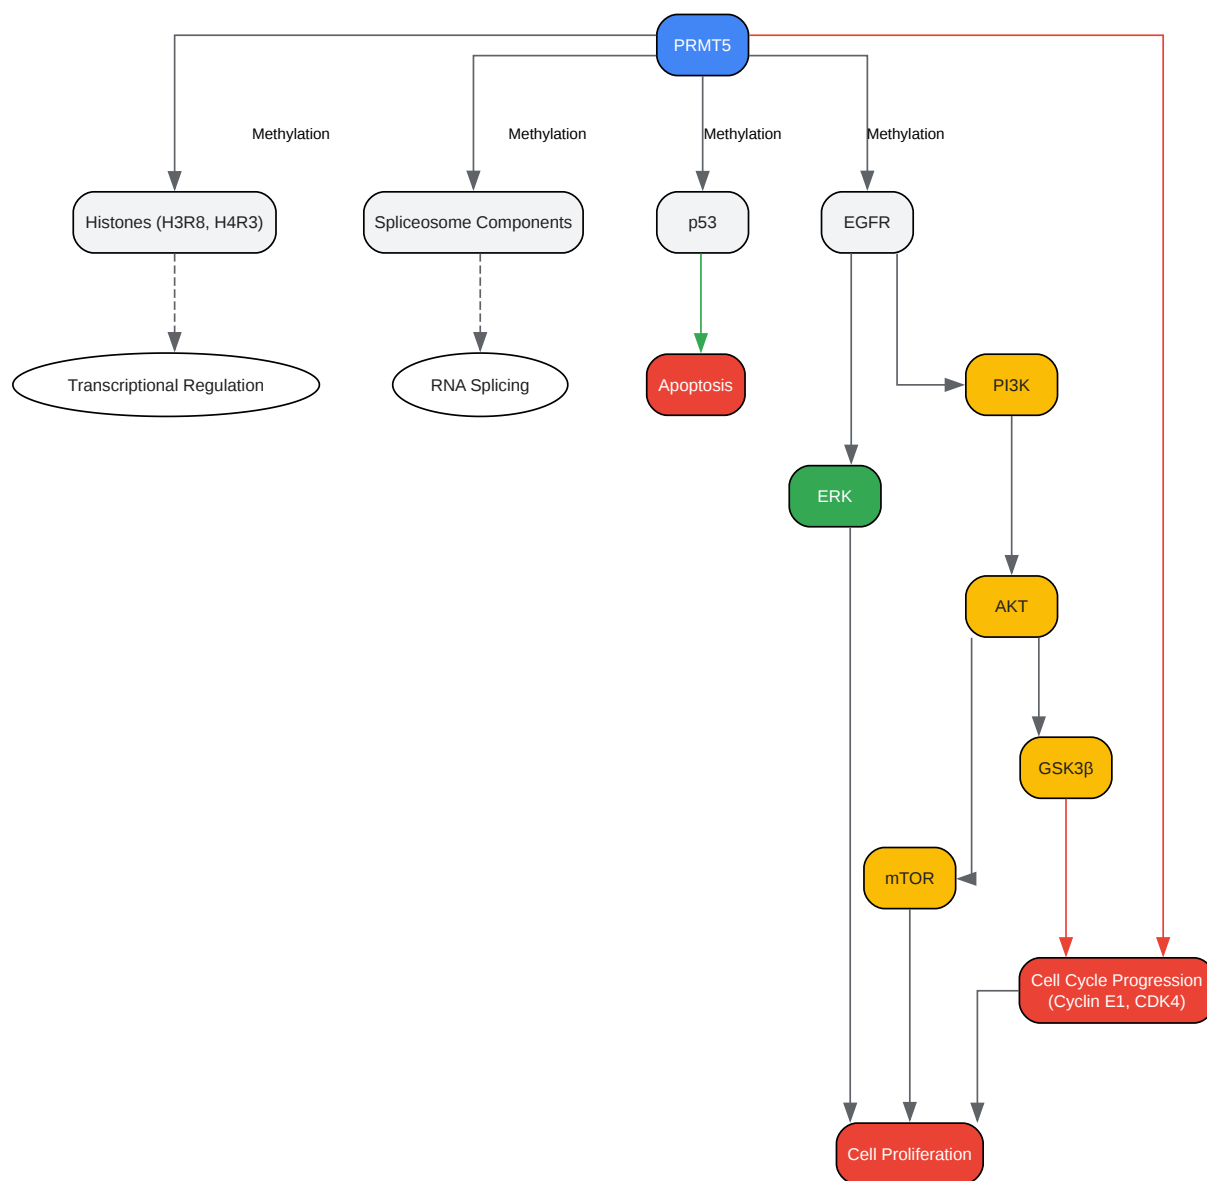 PRMT5
Methylation
Methylation
Methylation
Methylation
Histones (H3R8, H4R3)
Spliceosome Components
p53
EGFR
Transcriptional Regulation
RNA Splicing
Apoptosis
PI3K
ERK
AKT
GSK3β
mTOR
Cell Cycle Progression
(Cyclin E1, CDK4)
Cell Proliferation